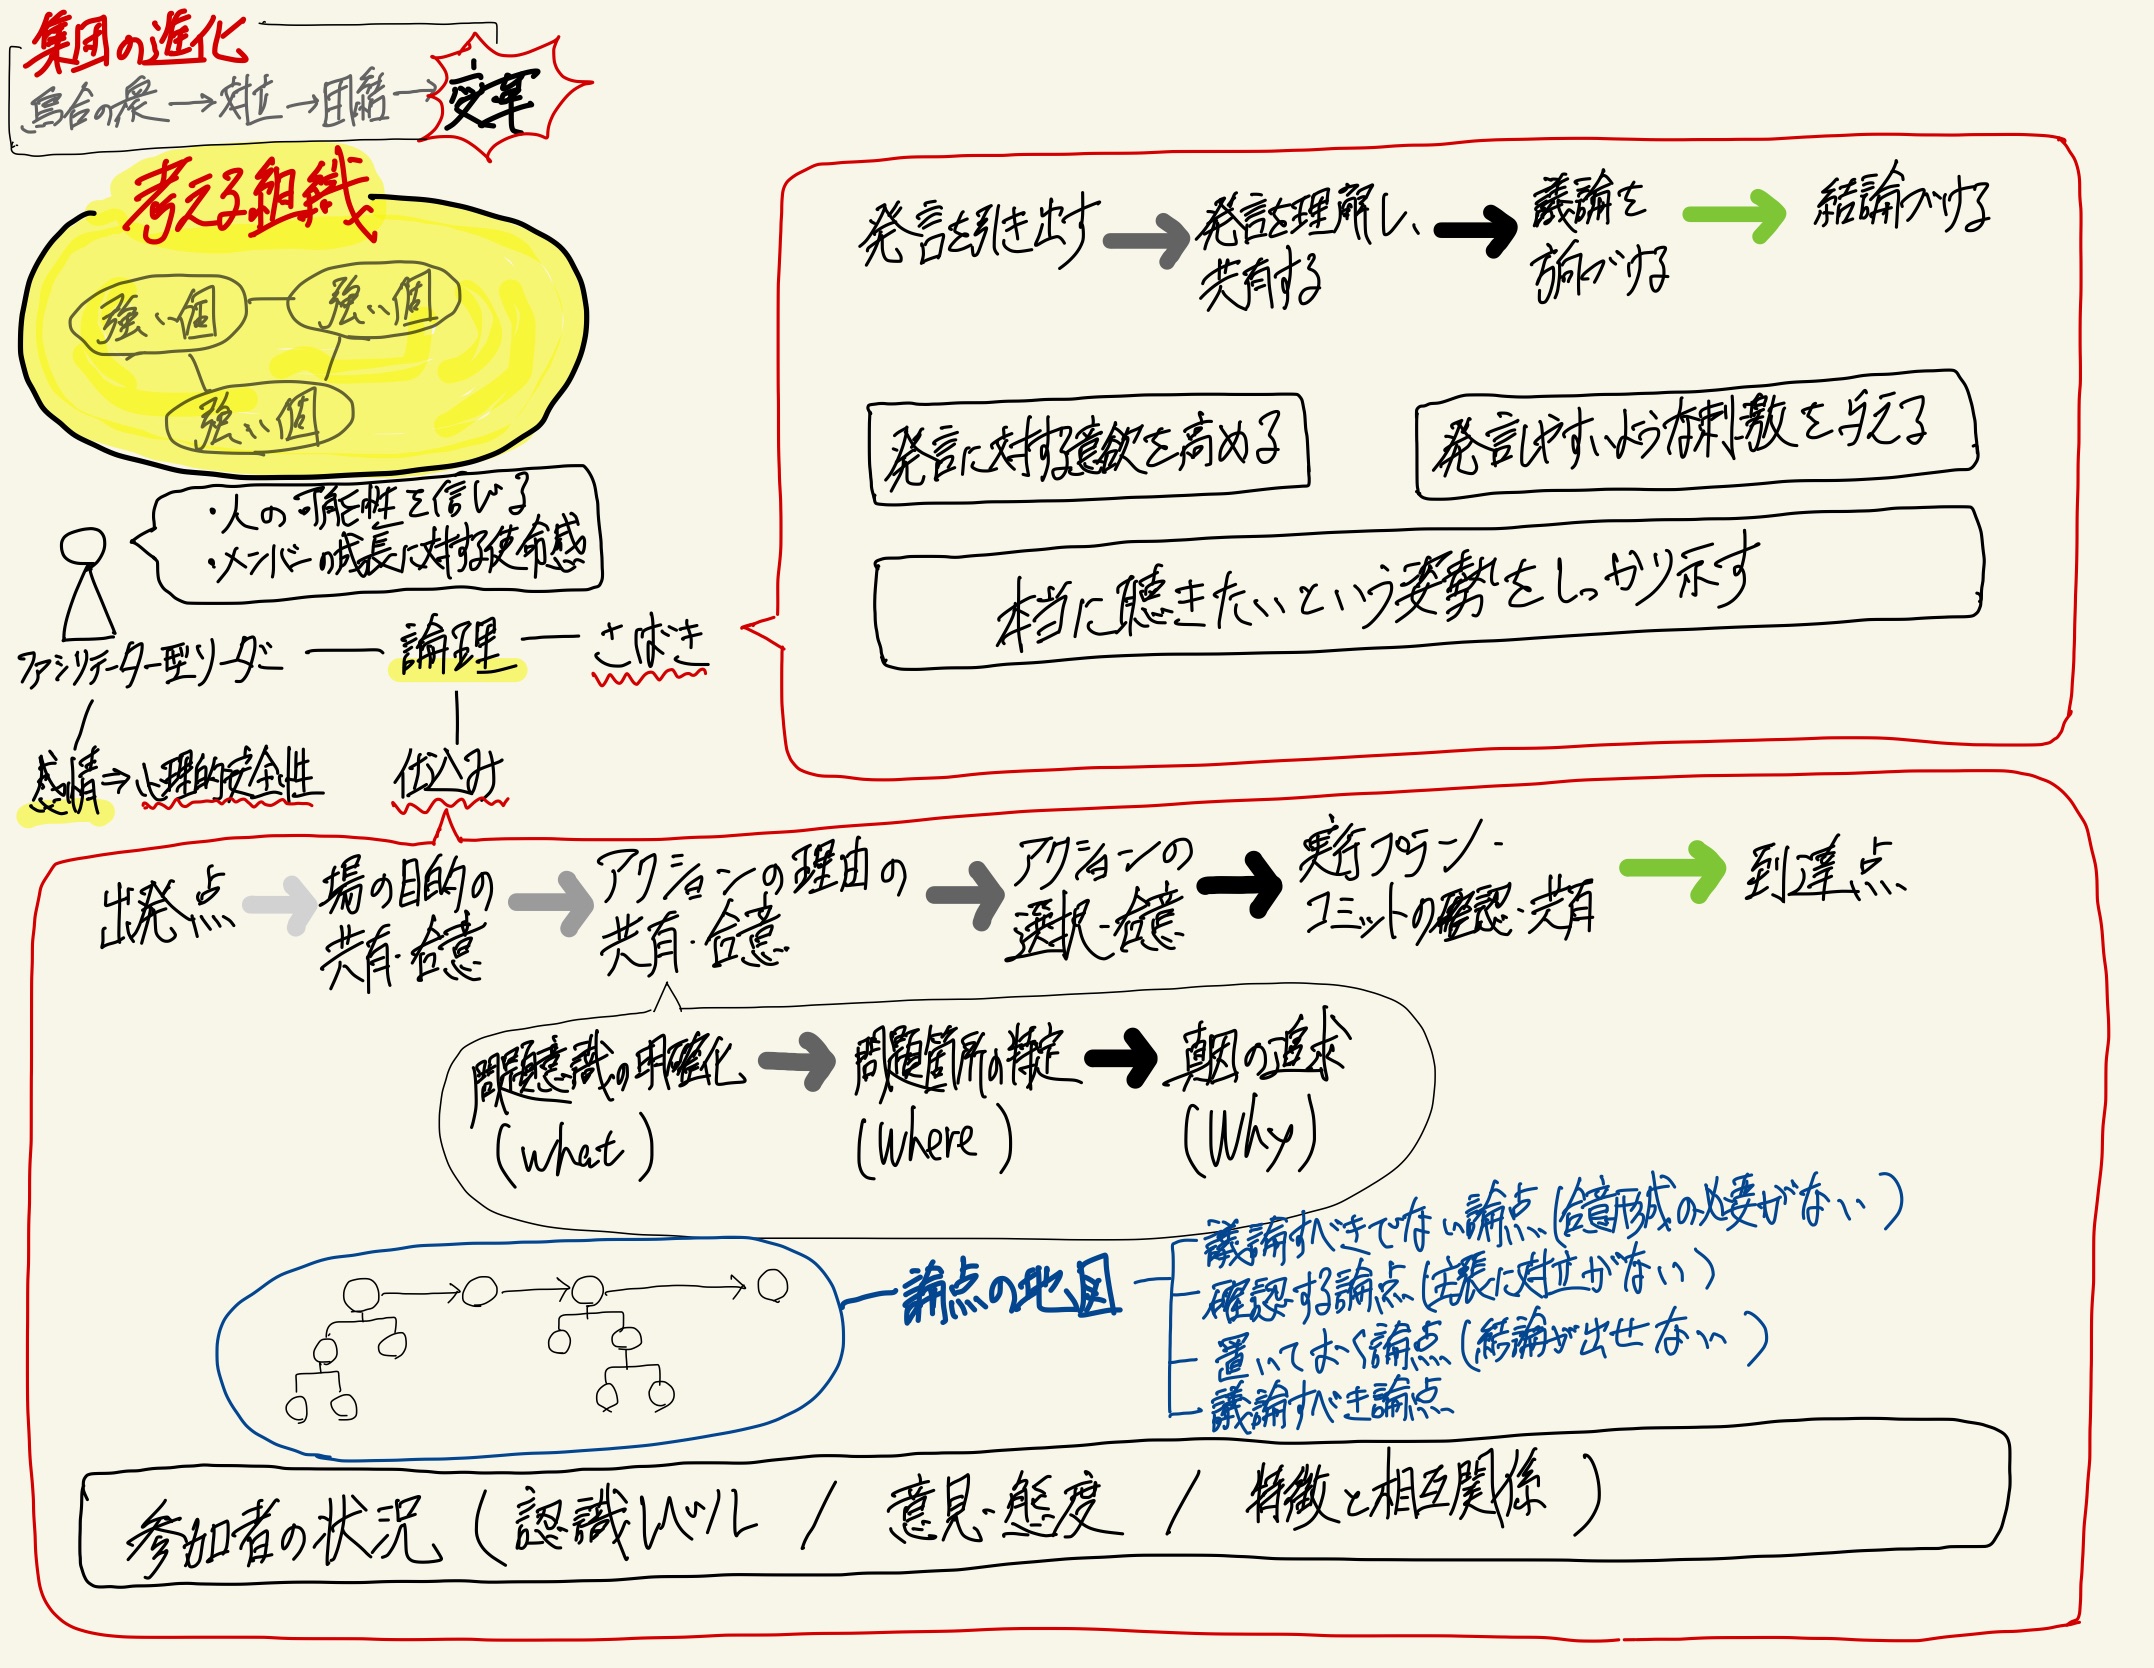 集団の進化
烏合の衆→対立→団結→
変革
考える組織
強い個
強い個
強い個
・人の可能性を信じる
・メンバーの成長に対する使命感
ファシリテーター型リーダー
論理
さばき
感情⇒心理的安全性
仕込み
発言を引き出す
発言を理解し、
共有する
議論を
方向づける
結論づける
発言に対する意欲を高める
発言しやすいような刺激を与える
本当に聴きたいという姿勢をしっかり示す
出発点
場の目的の
共有・合意
アクションの理由の
共有・合意
アクションの
選択・合意
実行プラン・
コミットの確認・共有
到達点
問題意識の明確化
(what)
問題箇所の特定
(Where)
真因の追求
(Why)
論点の地図
議論すべきでない論点(合意形成の必要がない)
確認する論点(主張に対立がない)
置いておく論点(結論が出せない)
議論すべき論点
参加者の状況(認識レベル / 意見・態度 / 特徴と相互関係)